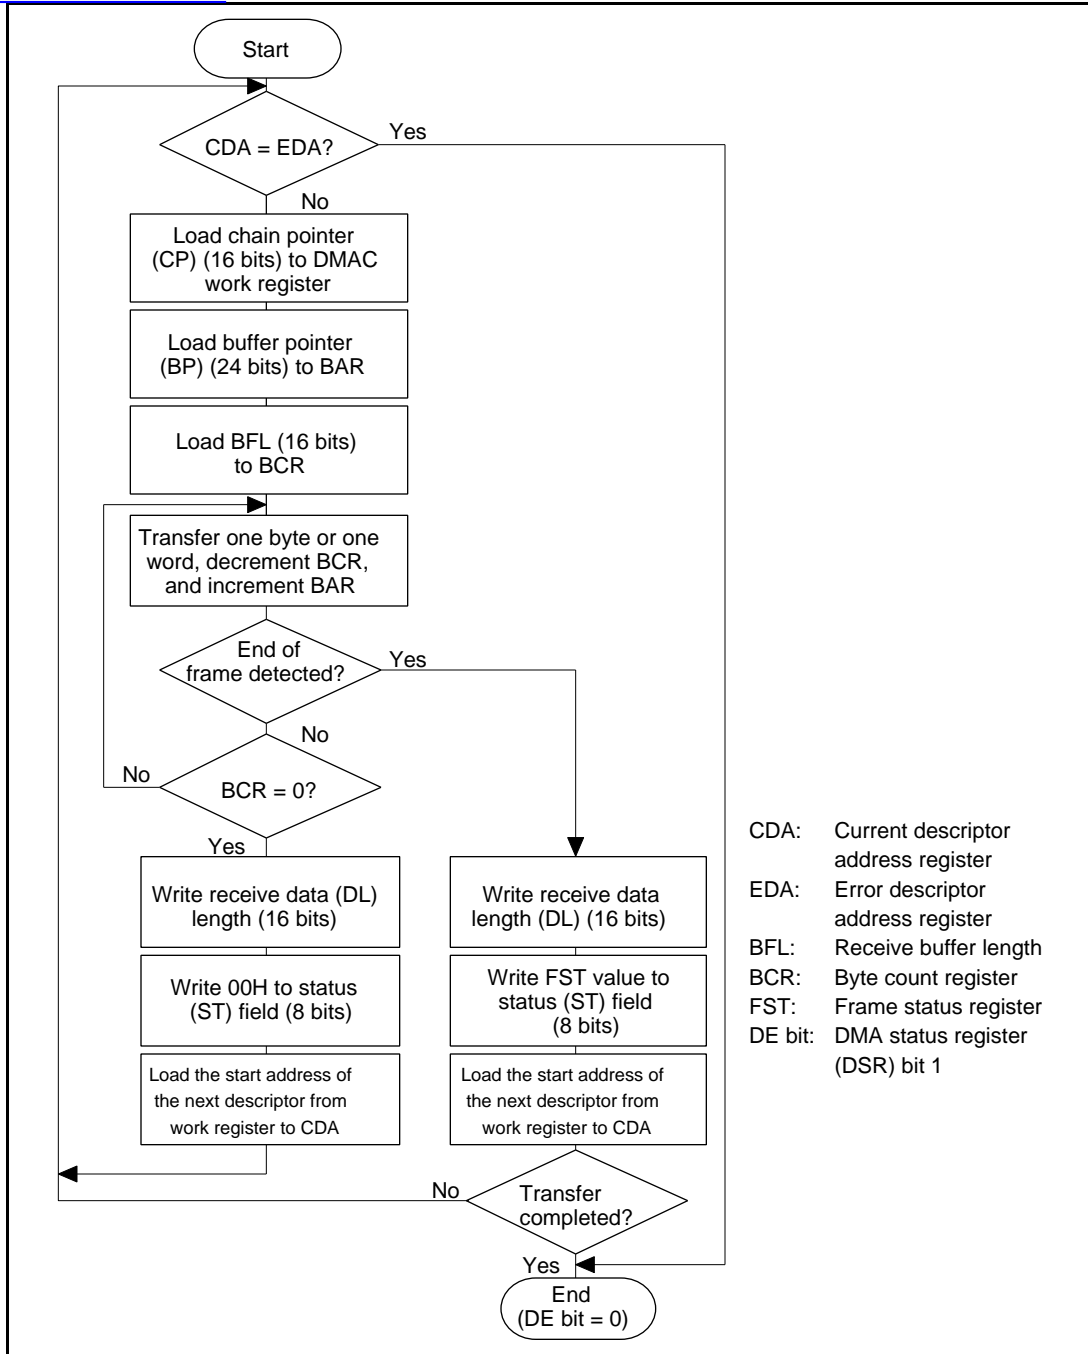 Start
CDA = EDA?
Yes
No
Load chain pointer
(CP) (16 bits) to DMAC
work register
Load buffer pointer
(BP) (24 bits) to BAR
Load BFL (16 bits)
to BCR
Transfer one byte or one
word, decrement BCR,
and increment BAR
End of
frame detected?
Yes
No
BCR = 0?
No
Yes
Write receive data (DL)
length (16 bits)
Write 00H to status
(ST) field (8 bits)
Load the start address of
the next descriptor from
work register to CDA
Write receive data
length (DL) (16 bits)
Write FST value to
status (ST) field
(8 bits)
Load the start address of
the next descriptor from
work register to CDA
No
Transfer
completed?
Yes
End
(DE bit = 0)
CDA: Current descriptor
address register
EDA: Error descriptor
address register
BFL: Receive buffer length
BCR: Byte count register
FST: Frame status register
DE bit: DMA status register
(DSR) bit 1